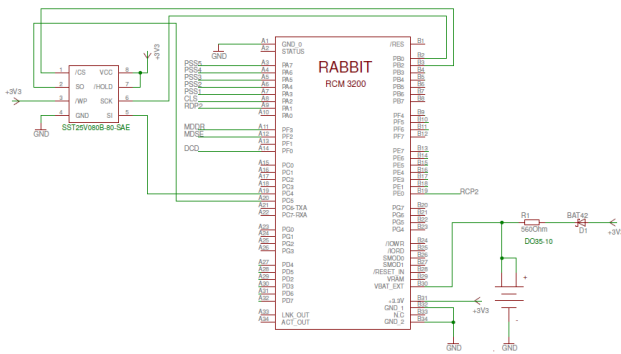 RABBIT
RCM 3200
A1 GND_0
A2 STATUS
A3 PA7
A4 PA6
A5 PA5
A6 PA4
A7 PA3
A8 PA2
A9 PA1
A10 PA0
A11 PF3
A12 PF2
A13 PF1
A14 PF0
A15 PC0
A16 PC1
A17 PC2
A18 PC3
A19 PC4
A20 PC5
A21 PC6-TXA
A22 PC7-RXA
A23 PG0
A24 PG1
A25 PG2
A26 PG3
A27 PD4
A28 PD5
A29 PD2
A30 PD3
A31 PD6
A32 PD7
A33 LNK_OUT
A34 ACT_OUT
/RES B1
PB0 B2
PB2 B3
PB3 B4
PB4 B5
PB5 B6
PB6 B7
PB7 B8
PF4 B9
PF5 B10
PF6 B11
PF7 B12
PE7 B13
PE6 B14
PE5 B15
PE4 B16
PE3 B17
PE1 B18
PE0 B19
PG7 B20
PG6 B21
PG5 B22
PG4 B23
/IOWR B24
/IORD B25
SMOD0 B26
SMOD1 B27
/RESET_IN B28
VRAM B29
VBAT_EXT B30
+3.3V B31
GND_1 B32
N.C B33
GND_2 B34
GND
PSS5
PSS4
PSS3
PSS2
PSS1
CLS
RDP2
MDDR
MDSE
DCD
RCP2
+3V3
+3V3
1 /CS VCC 8
2 SO /HOLD 7
3 /WP SCK 6
4 GND SI 5
SST25V080B-80-SAE
GND
R1
560Ohm
BAT42
D1
DO35-10
+3V
+
-
+3V3
GND
GND